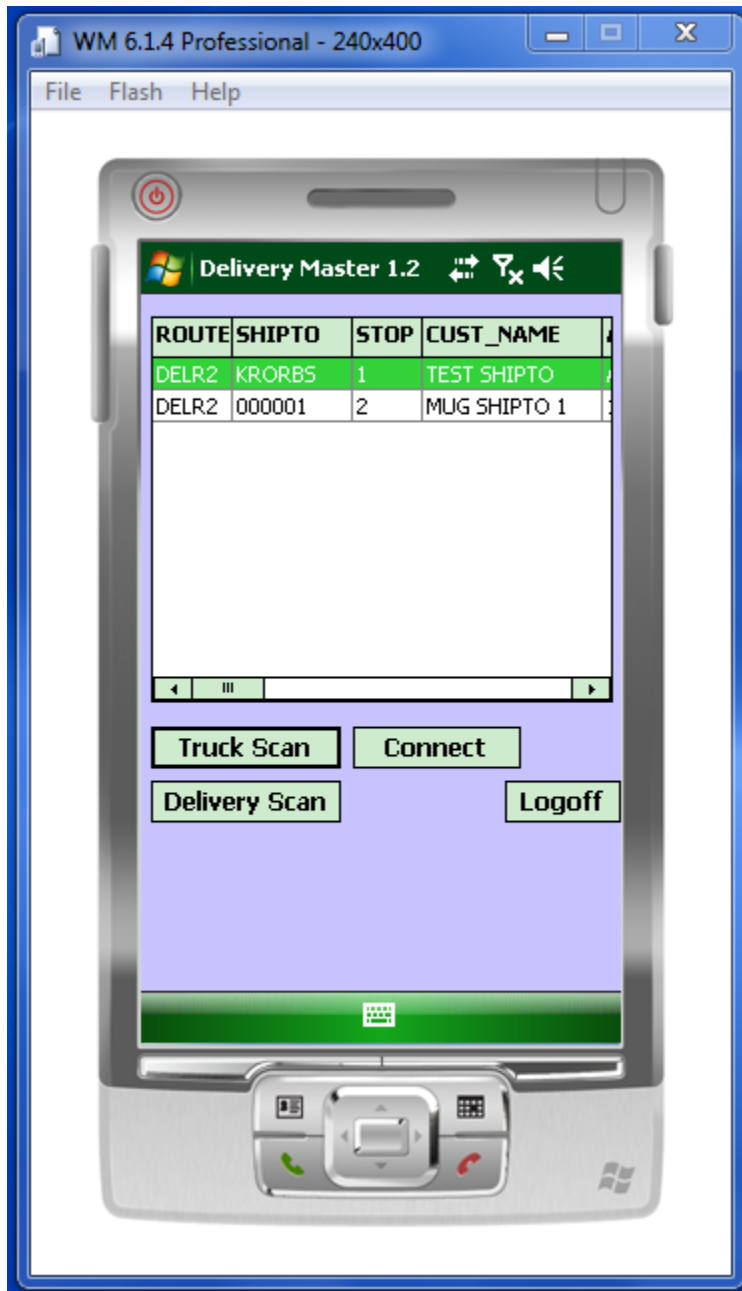 WM 6.1.4 Professional - 240x400
File Flash Help
Delivery Master 1.2
ROUTE SHIPTO STOP CUST_NAME
DELR2 KRORBS 1 TEST SHIPTO
DELR2 000001 2 MUG SHIPTO 1
Truck Scan Connect
Delivery Scan Logoff